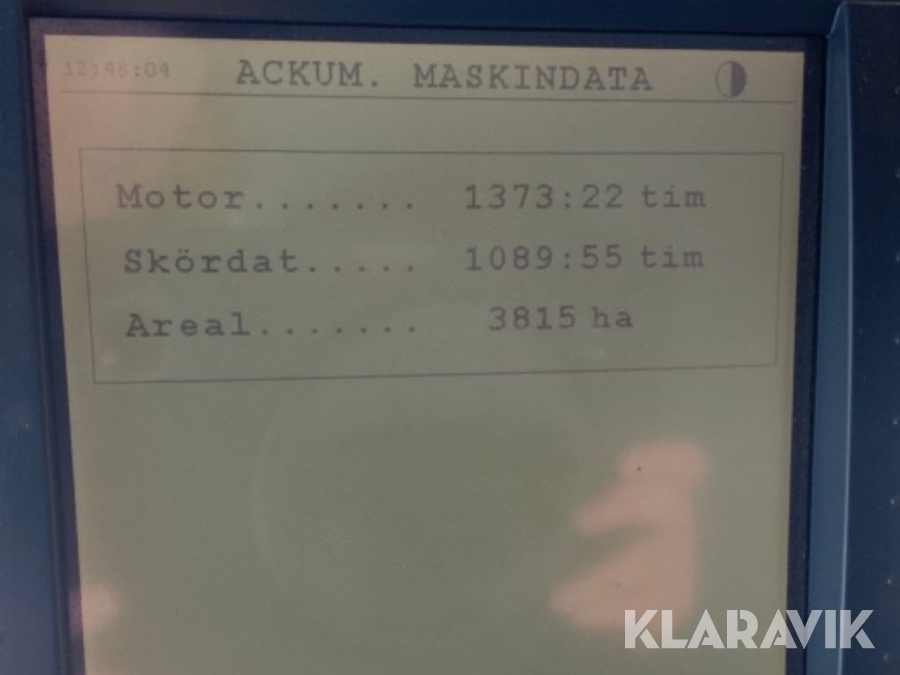 12:48:04 ACKUM. MASKINDATA
Motor....... 1373:22 tim
Skördat..... 1089:55 tim
Areal....... 3815 ha
KLARAVIK